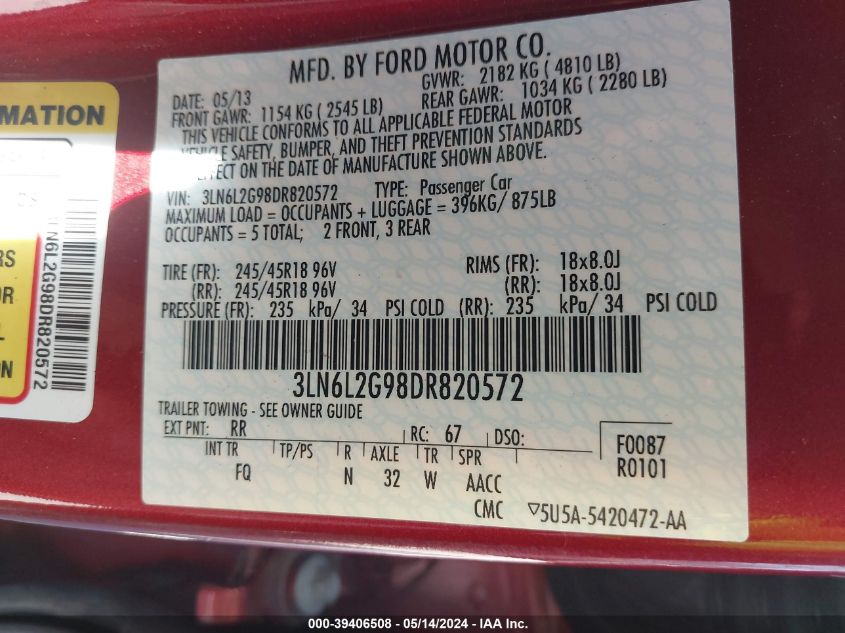 MFD. BY FORD MOTOR CO.
DATE: 05/13 GVWR: 2182 KG ( 4810 LB)
FRONT GAWR: 1154 KG ( 2545 LB) REAR GAWR: 1034 KG ( 2280 LB)
THIS VEHICLE CONFORMS TO ALL APPLICABLE FEDERAL MOTOR
VEHICLE SAFETY, BUMPER, AND THEFT PREVENTION STANDARDS
EFFECT ON THE DATE OF MANUFACTURE SHOWN ABOVE.
VIN: 3LN6L2G98DR820572 TYPE: Passenger Car
MAXIMUM LOAD = OCCUPANTS + LUGGAGE = 396KG/ 875LB
OCCUPANTS = 5 TOTAL; 2 FRONT, 3 REAR
TIRE (FR): 245/45R18 96V RIMS (FR): 18x8.0J
(RR): 245/45R18 96V (RR): 18x8.0J
PRESSURE (FR): 235 kPa/ 34 PSI COLD (RR): 235 kPa/ 34 PSI COLD
3LN6L2G98DR820572
TRAILER TOWING - SEE OWNER GUIDE
EXT PNT: RR RC: 67 DSO: F0087
INT TR TP/PS R AXLE TR SPR R0101
FQ N 32 W AACC
CMC ▽5U5A-5420472-AA
MATION
RS
OR
L
ON
LN6L2G98DR820572
000-39406508 - 05/14/2024 - IAA Inc.